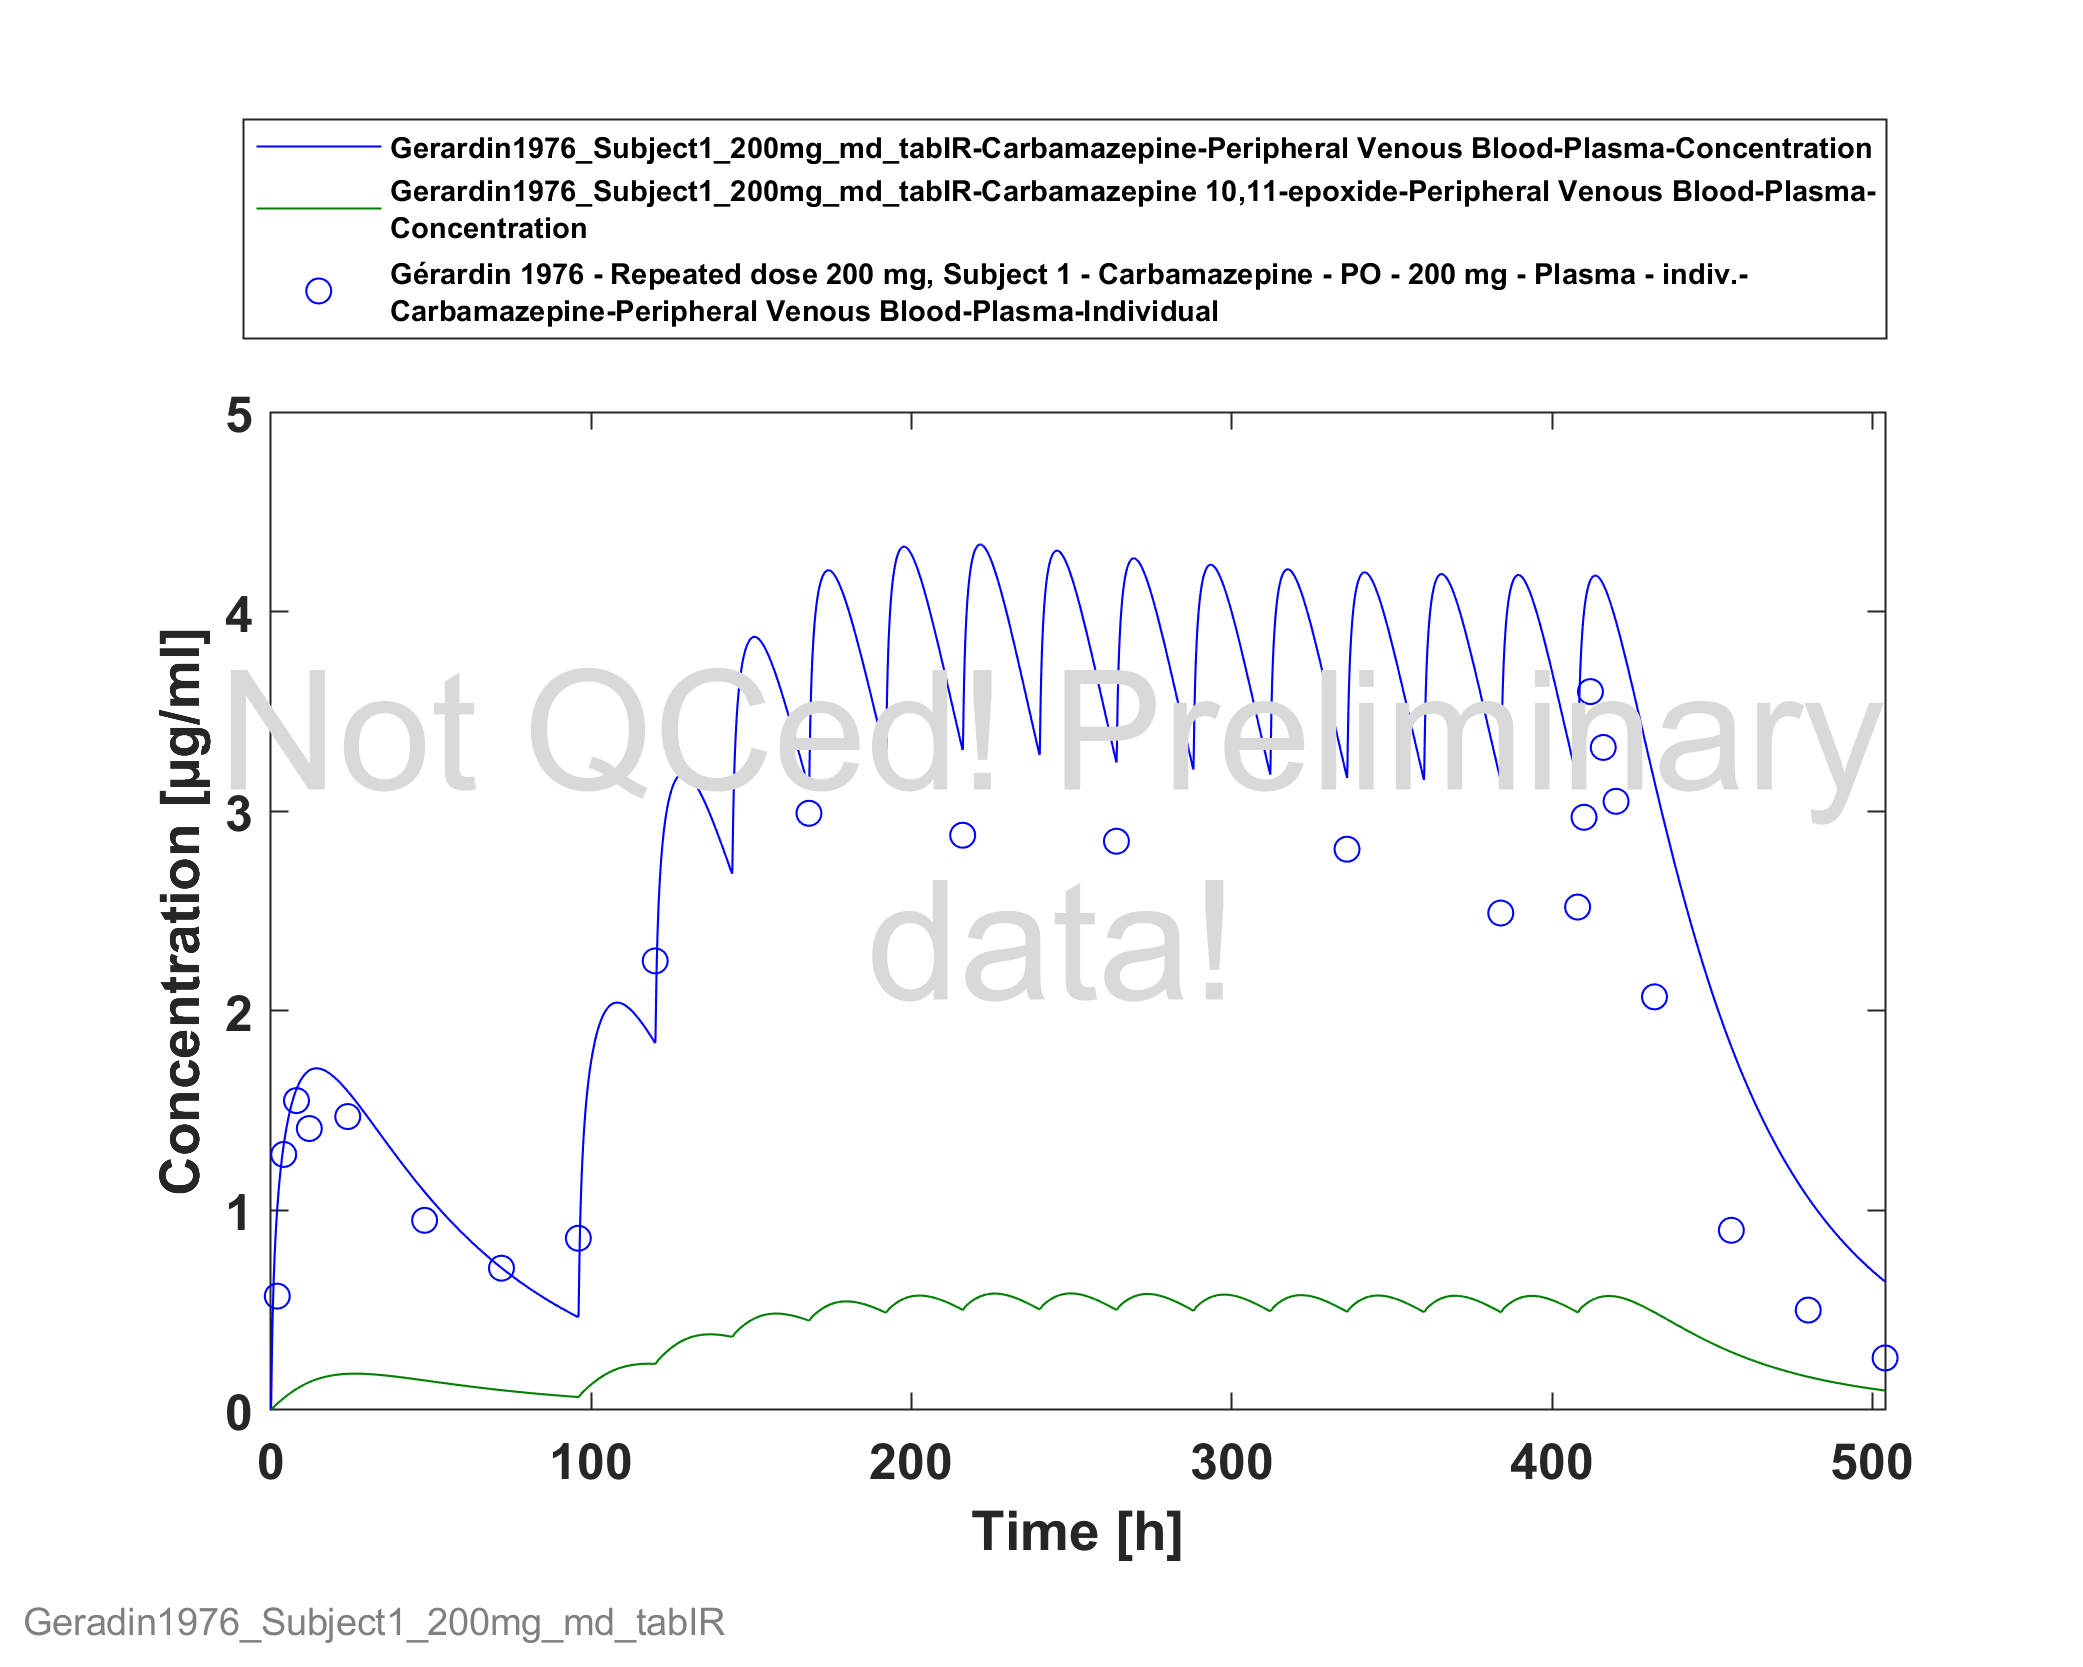 Gerardin1976_Subject1_200mg_md_tabIR-Carbamazepine-Peripheral Venous Blood-Plasma-Concentration
Gerardin1976_Subject1_200mg_md_tabIR-Carbamazepine 10,11-epoxide-Peripheral Venous Blood-Plasma-
Concentration
Gérardin 1976 - Repeated dose 200 mg, Subject 1 - Carbamazepine - PO - 200 mg - Plasma - indiv.-
Carbamazepine-Peripheral Venous Blood-Plasma-Individual
5
4
3
2
1
0
Concentration [µg/ml]
Not QCed! Preliminary
data!
0 100 200 300 400 500
Time [h]
Geradin1976_Subject1_200mg_md_tabIR